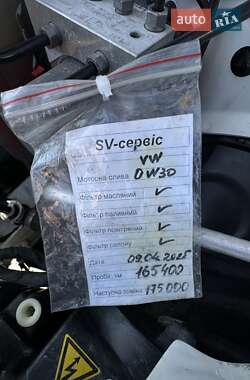 auto RIA
SV-сервіс
VW
Моторна олива 0W30
Фільтр масляний ✓
Фільтр паливний ✓
Фільтр повітряний ✓
Фільтр салону ✓
Дата 09.04.2025
Пробіг, км 165400
Наступна заміна 175000